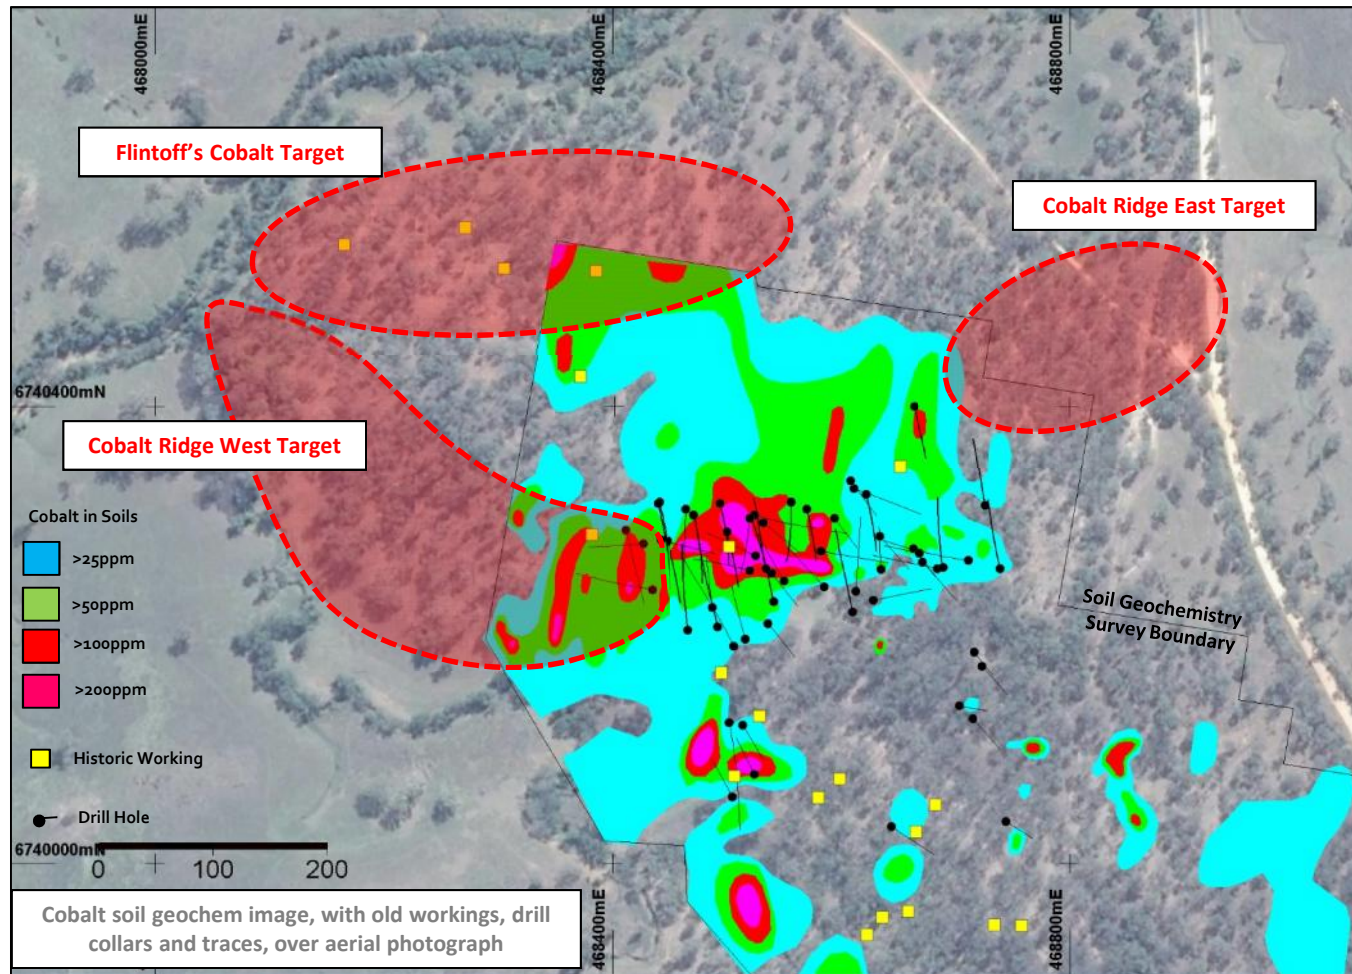 468000mE
468400mE
468800mE
Flintoff's Cobalt Target
Cobalt Ridge East Target
6740400mN
Cobalt Ridge West Target
Cobalt in Soils
>25ppm
>50ppm
>100ppm
>200ppm
Soil Geochemistry
Survey Boundary
Historic Working
Drill Hole
6740000mN
0 100 200
Cobalt soil geochem image, with old workings, drill
collars and traces, over aerial photograph
468400mE
468800mE